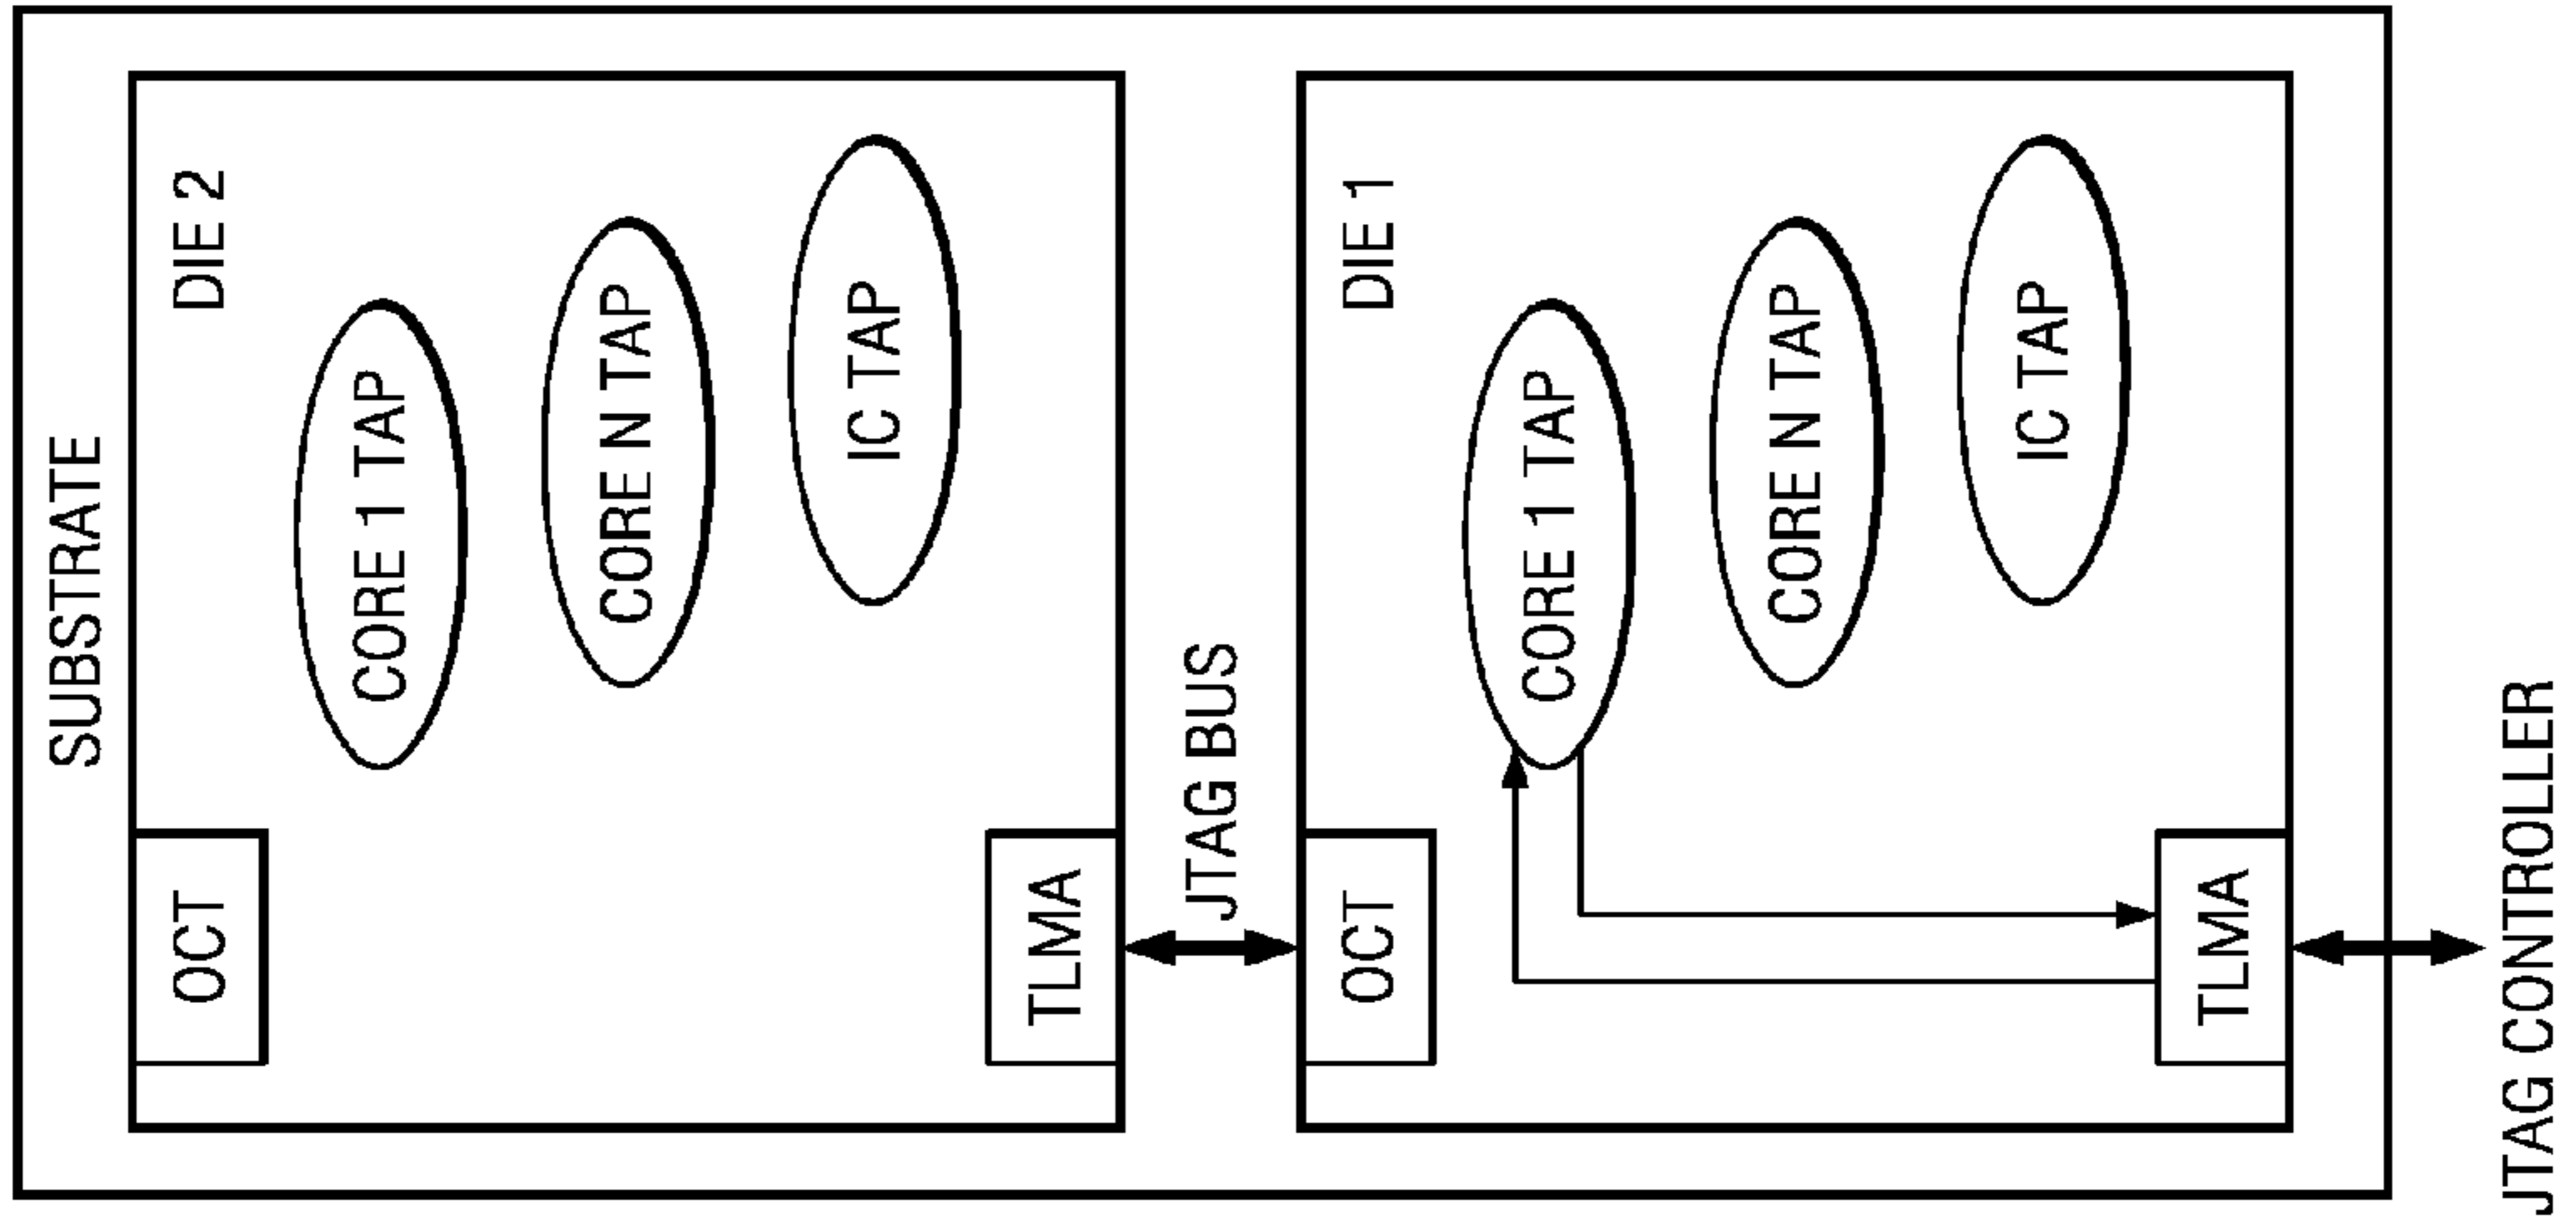 SUBSTRATE
DIE 2
OCT
CORE 1 TAP
CORE N TAP
IC TAP
TLMA
JTAG BUS
DIE 1
OCT
CORE 1 TAP
CORE N TAP
IC TAP
TLMA
JTAG CONTROLLER